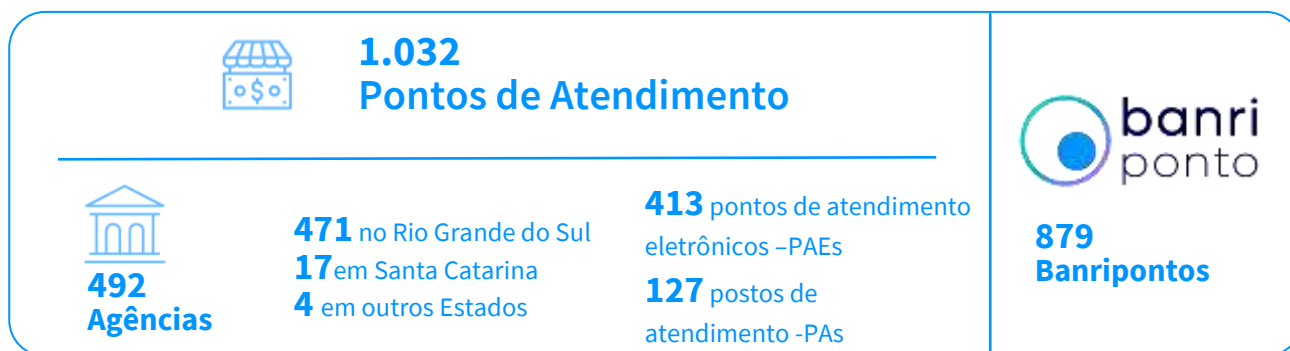 1.032
Pontos de Atendimento
492
Agências
471 no Rio Grande do Sul
17em Santa Catarina
4 em outros Estados
413 pontos de atendimento
eletrônicos –PAEs
127 postos de
atendimento -PAs
banri
ponto
879
Banripontos